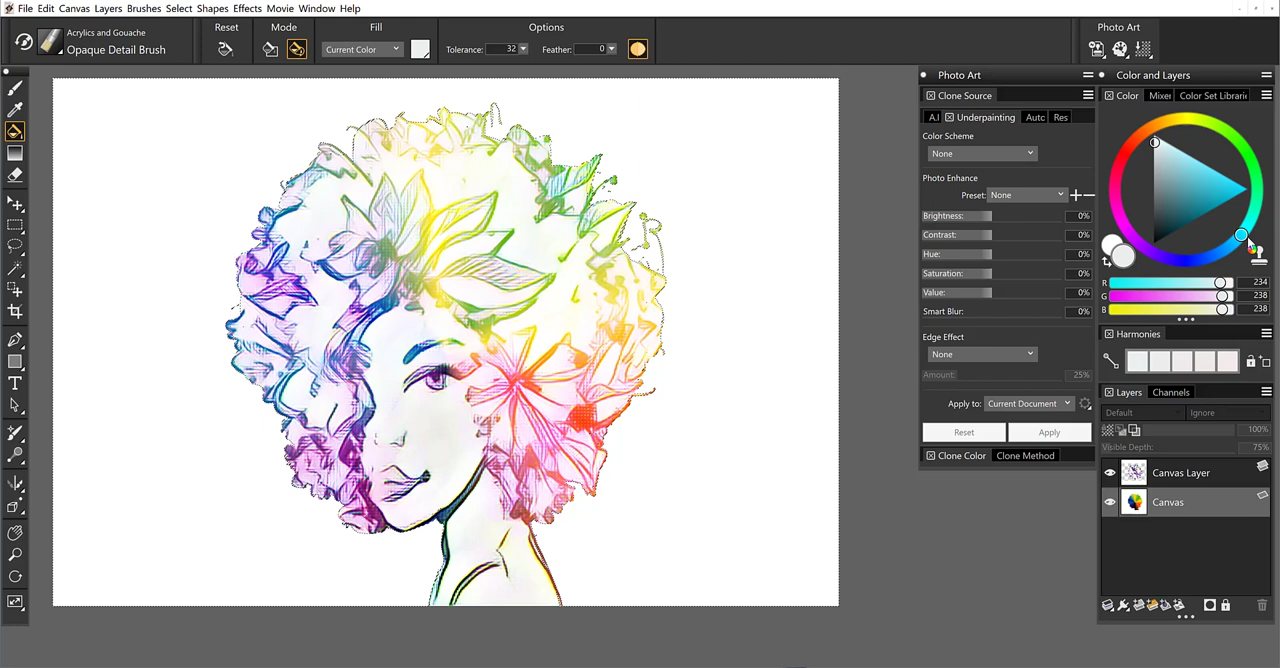 File Edit Canvas Layers Brushes Select Shapes Effects Movie Window Help
Reset Mode Fill Options Photo Art
Acrylics and Gouache
Opaque Detail Brush
Current Color
Tolerance: 32 Feather: 0
Photo Art
Color and Layers
Clone Source
Color Mixe Color Set Librari
A.I Underpainting Auto Res
Color Scheme
None
Photo Enhance
Preset: None
Brightness: 0%
Contrast: 0%
Hue: 0%
Saturation: 0%
Value: 0%
Smart Blur: 0%
R 234
G 238
B 238
Harmonies
Edge Effect
None
Amount: 25%
Layers Channels
Apply to: Current Document
Default Ignore
Reset Apply
100%
Visible Depth: 75%
Clone Color Clone Method
Canvas Layer
Canvas